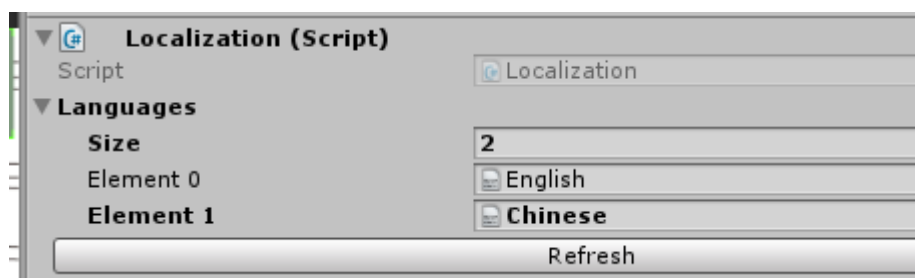 Localization (Script)
Script Localization
Languages
Size 2
Element 0 English
Element 1 Chinese
Refresh